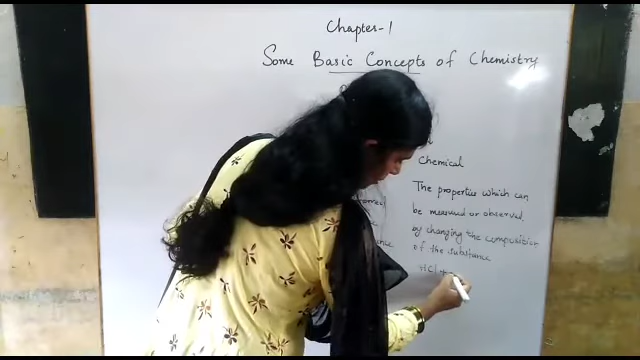 Chapter-1
Some Basic Concepts of Chemistry
Chemical
The properties which can
be measured or observed
by changing the composition
of the substance
HCl